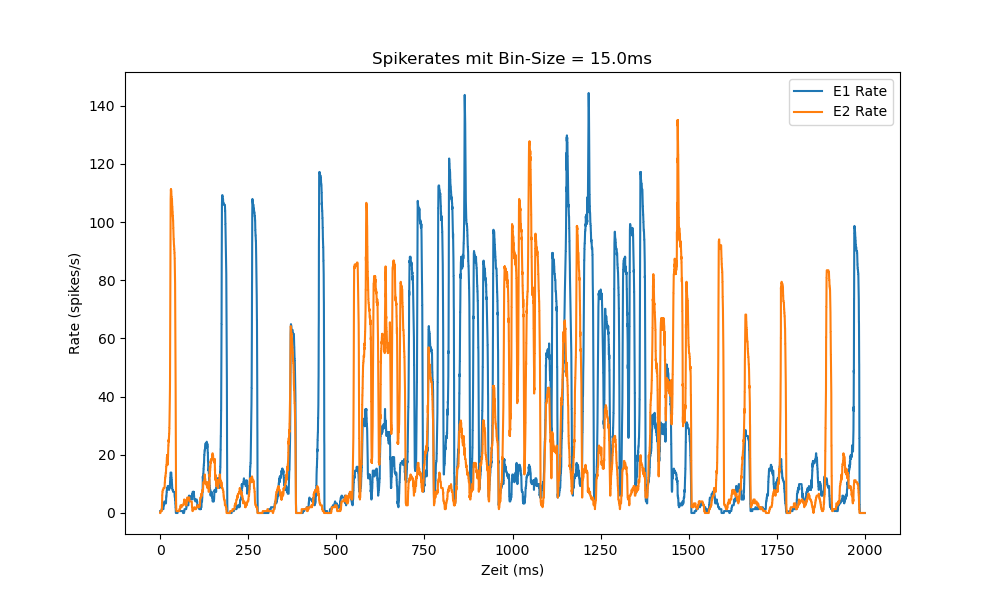 Spikerates mit Bin-Size = 15.0ms
E1 Rate
E2 Rate
Rate (spikes/s)
140
120
100
80
60
40
20
0
0 250 500 750 1000 1250 1500 1750 2000
Zeit (ms)